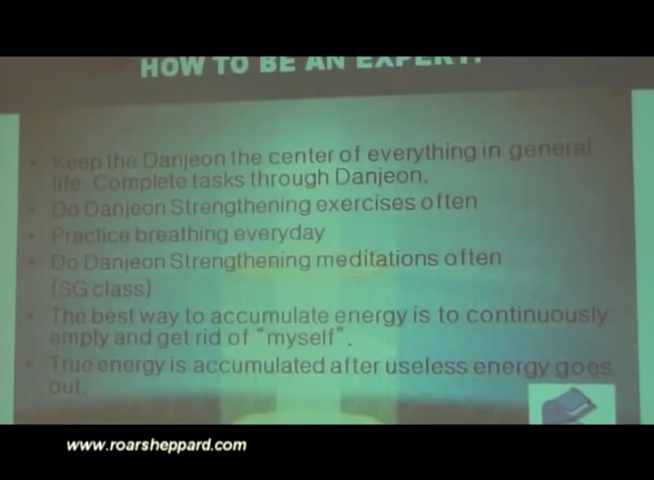 HOW TO BE AN EXPERT!
• Keep the Danjeon the center of everything in general
life. Complete tasks through Danjeon.
• Do Danjeon Strengthening exercises often
• Practice breathing everyday
• Do Danjeon Strengthening meditations often
(SG class)
• The best way to accumulate energy is to continuously
empty and get rid of "myself".
• True energy is accumulated after useless energy goes
out.
www.roarsheppard.com